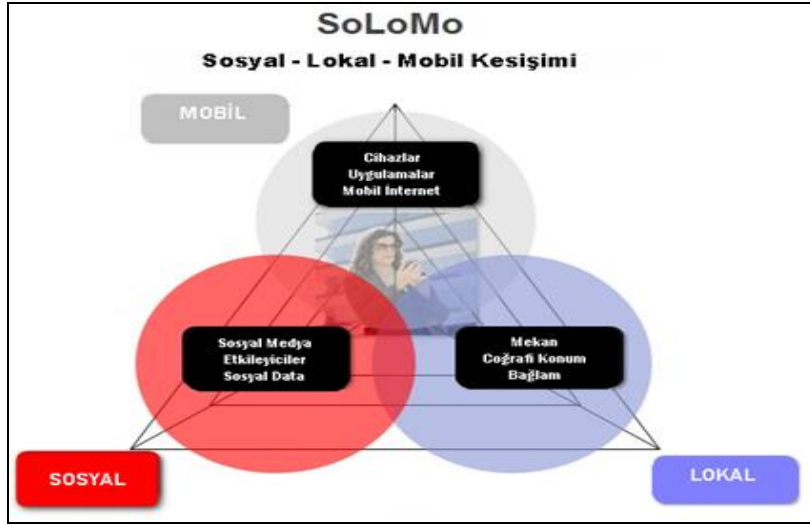 SoLoMo
Sosyal - Lokal - Mobil Kesişimi
MOBİL
Cihazlar
Uygulamalar
Mobil İnternet
Sosyal Medya
Etkileyiciler
Sosyal Data
Mekan
Coğrafi Konum
Bağlam
SOSYAL
LOKAL